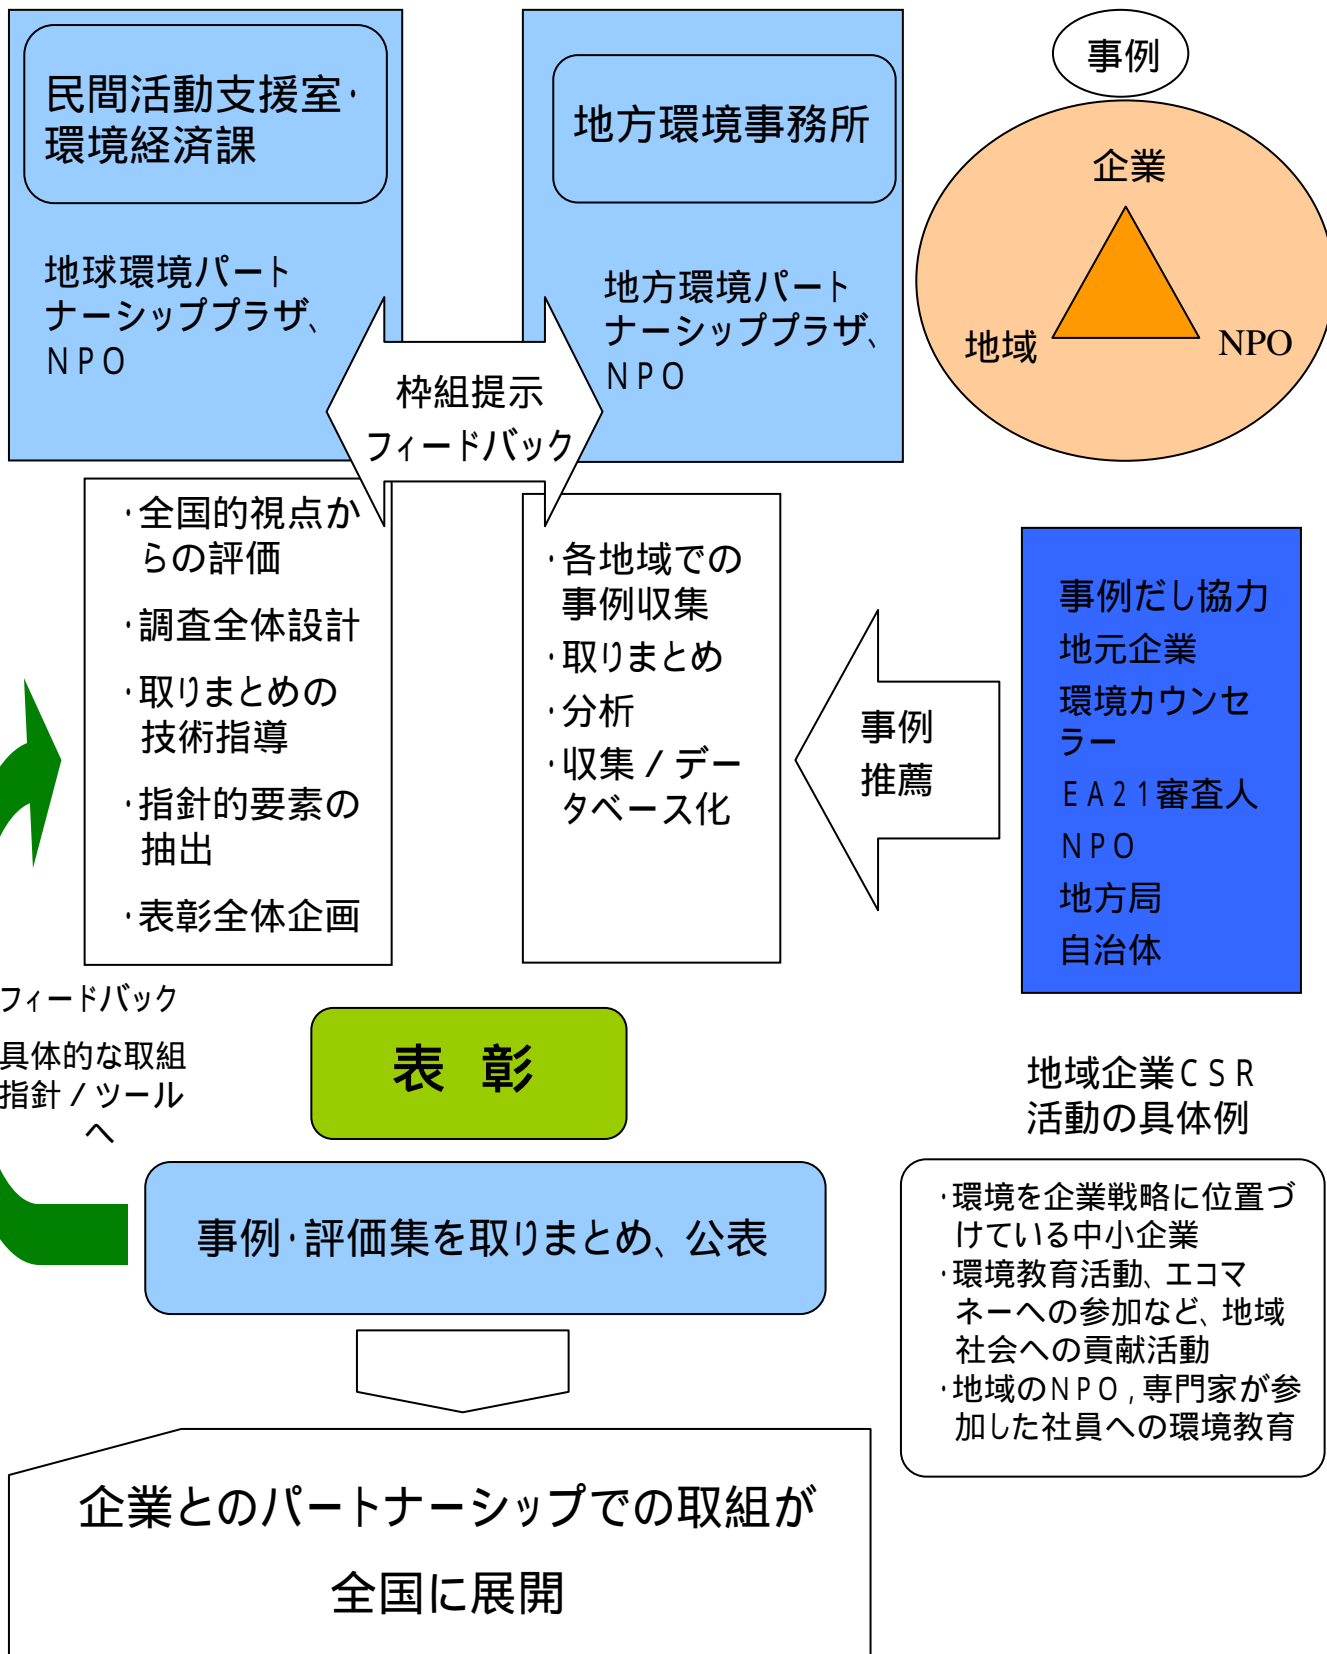 民間活動支援室・
環境経済課
地球環境パート
ナーシッププラザ、
ＮＰＯ
地方環境事務所
地方環境パート
ナーシッププラザ、
ＮＰＯ
枠組提示
フィードバック
事例
企業
地域
NPO
・全国的視点か
らの評価
・調査全体設計
・取りまとめの
技術指導
・指針的要素の
抽出
・表彰全体企画
・各地域での
事例収集
・取りまとめ
・分析
・収集／デー
タベース化
事例
推薦
事例だし協力
地元企業
環境カウンセ
ラー
ＥＡ２１審査人
ＮＰＯ
地方局
自治体
フィードバック
具体的な取組
指針／ツール
へ
表 彰
事例・評価集を取りまとめ、公表
地域企業ＣＳＲ
活動の具体例
・環境を企業戦略に位置づ
けている中小企業
・環境教育活動、エコマ
ネーへの参加など、地域
社会への貢献活動
・地域のＮＰＯ，専門家が参
加した社員への環境教育
企業とのパートナーシップでの取組が
全国に展開